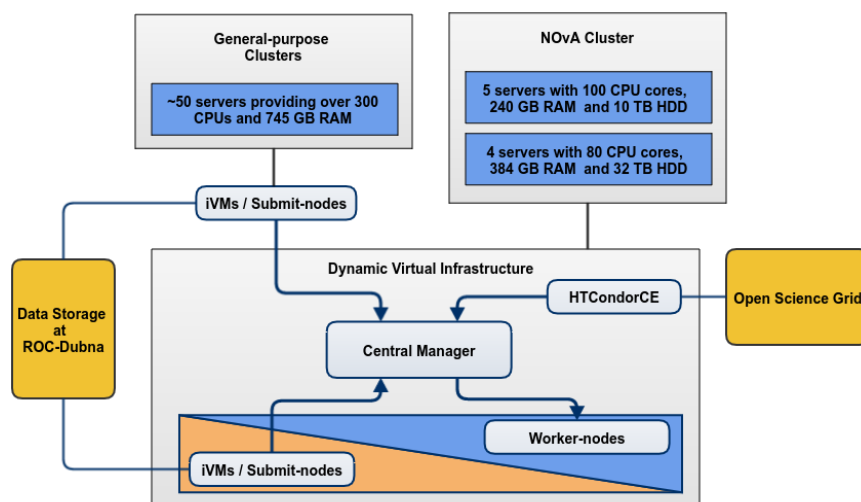 General-purpose
Clusters
~50 servers providing over 300
CPUs and 745 GB RAM
NOvA Cluster
5 servers with 100 CPU cores,
240 GB RAM and 10 TB HDD
4 servers with 80 CPU cores,
384 GB RAM and 32 TB HDD
iVMs / Submit-nodes
Dynamic Virtual Infrastructure
Data Storage
at
ROC-Dubna
HTCondorCE
Open Science Grid
Central Manager
Worker-nodes
iVMs / Submit-nodes